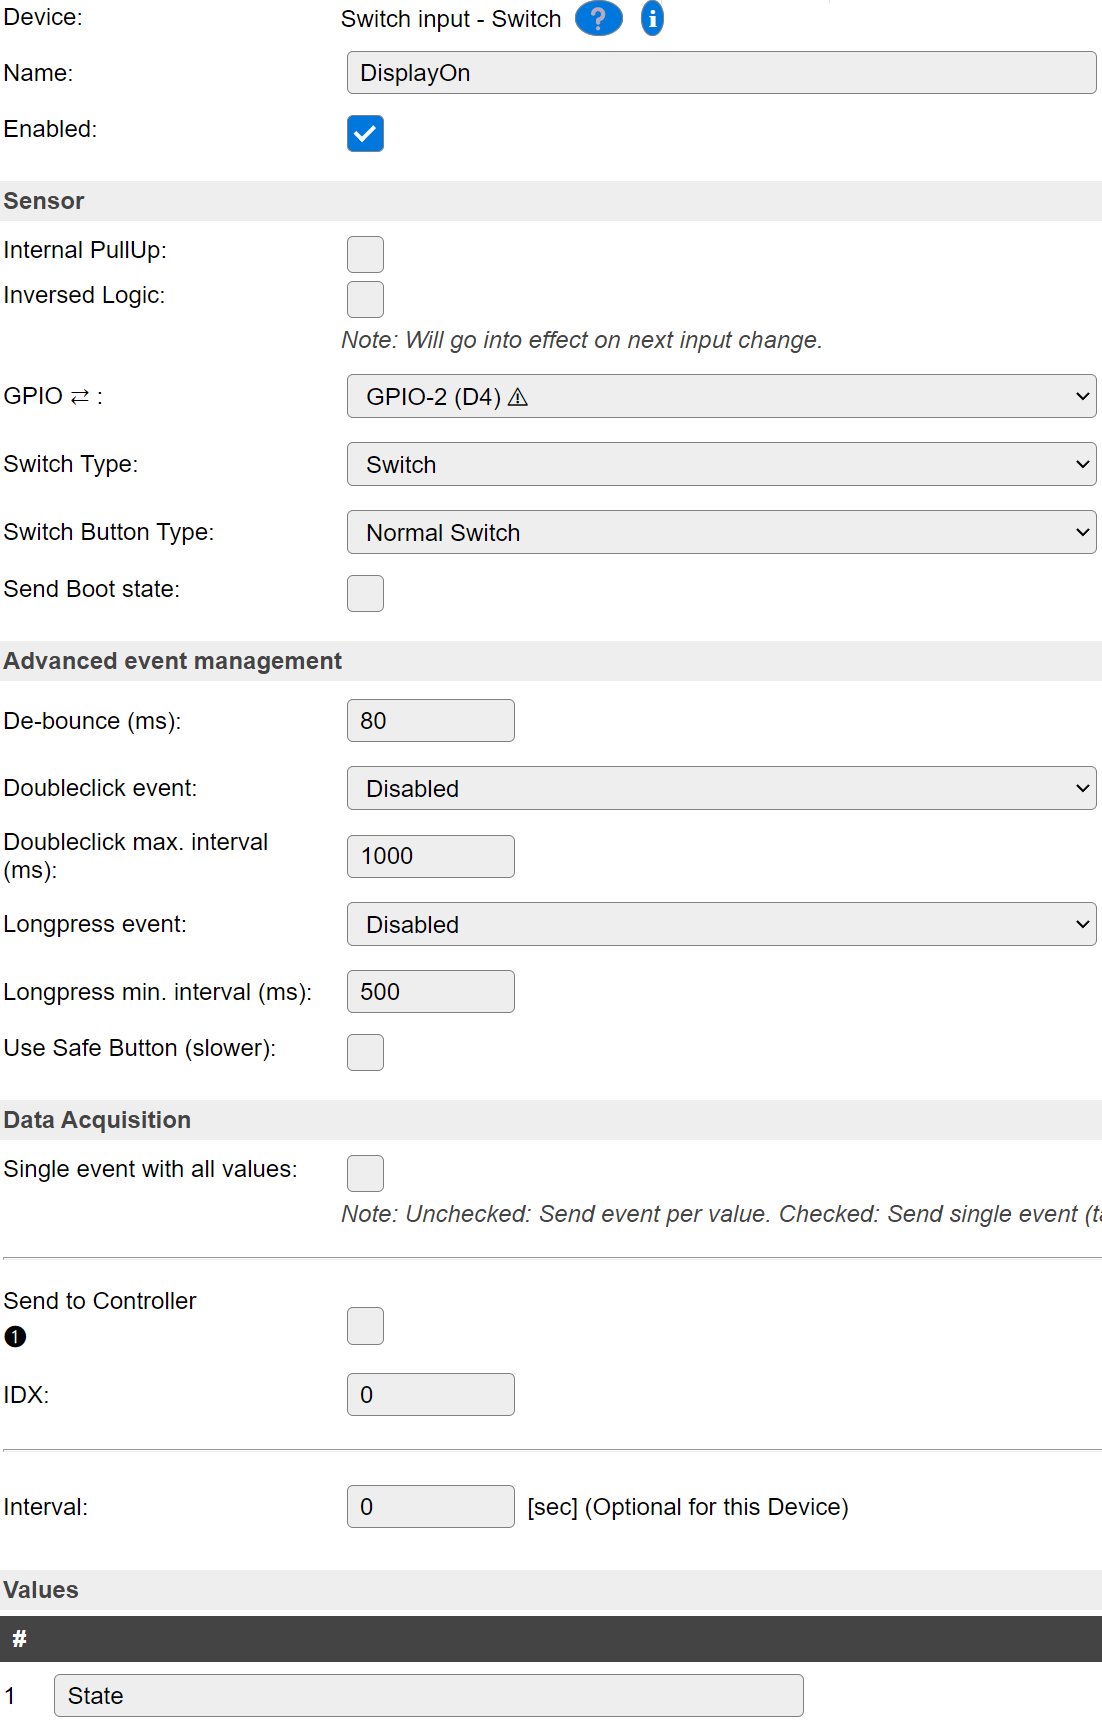 Device: Switch input - Switch ? i
Name: DisplayOn
Enabled:
Sensor
Internal PullUp:
Inversed Logic:
Note: Will go into effect on next input change.
GPIO ⇄ : GPIO-2 (D4) ⚠
Switch Type: Switch
Switch Button Type: Normal Switch
Send Boot state:
Advanced event management
De-bounce (ms): 80
Doubleclick event: Disabled
Doubleclick max. interval
(ms): 1000
Longpress event: Disabled
Longpress min. interval (ms): 500
Use Safe Button (slower):
Data Acquisition
Single event with all values:
Note: Unchecked: Send event per value. Checked: Send single event (
Send to Controller
❶
IDX: 0
Interval: 0 [sec] (Optional for this Device)
Values
#
1 State